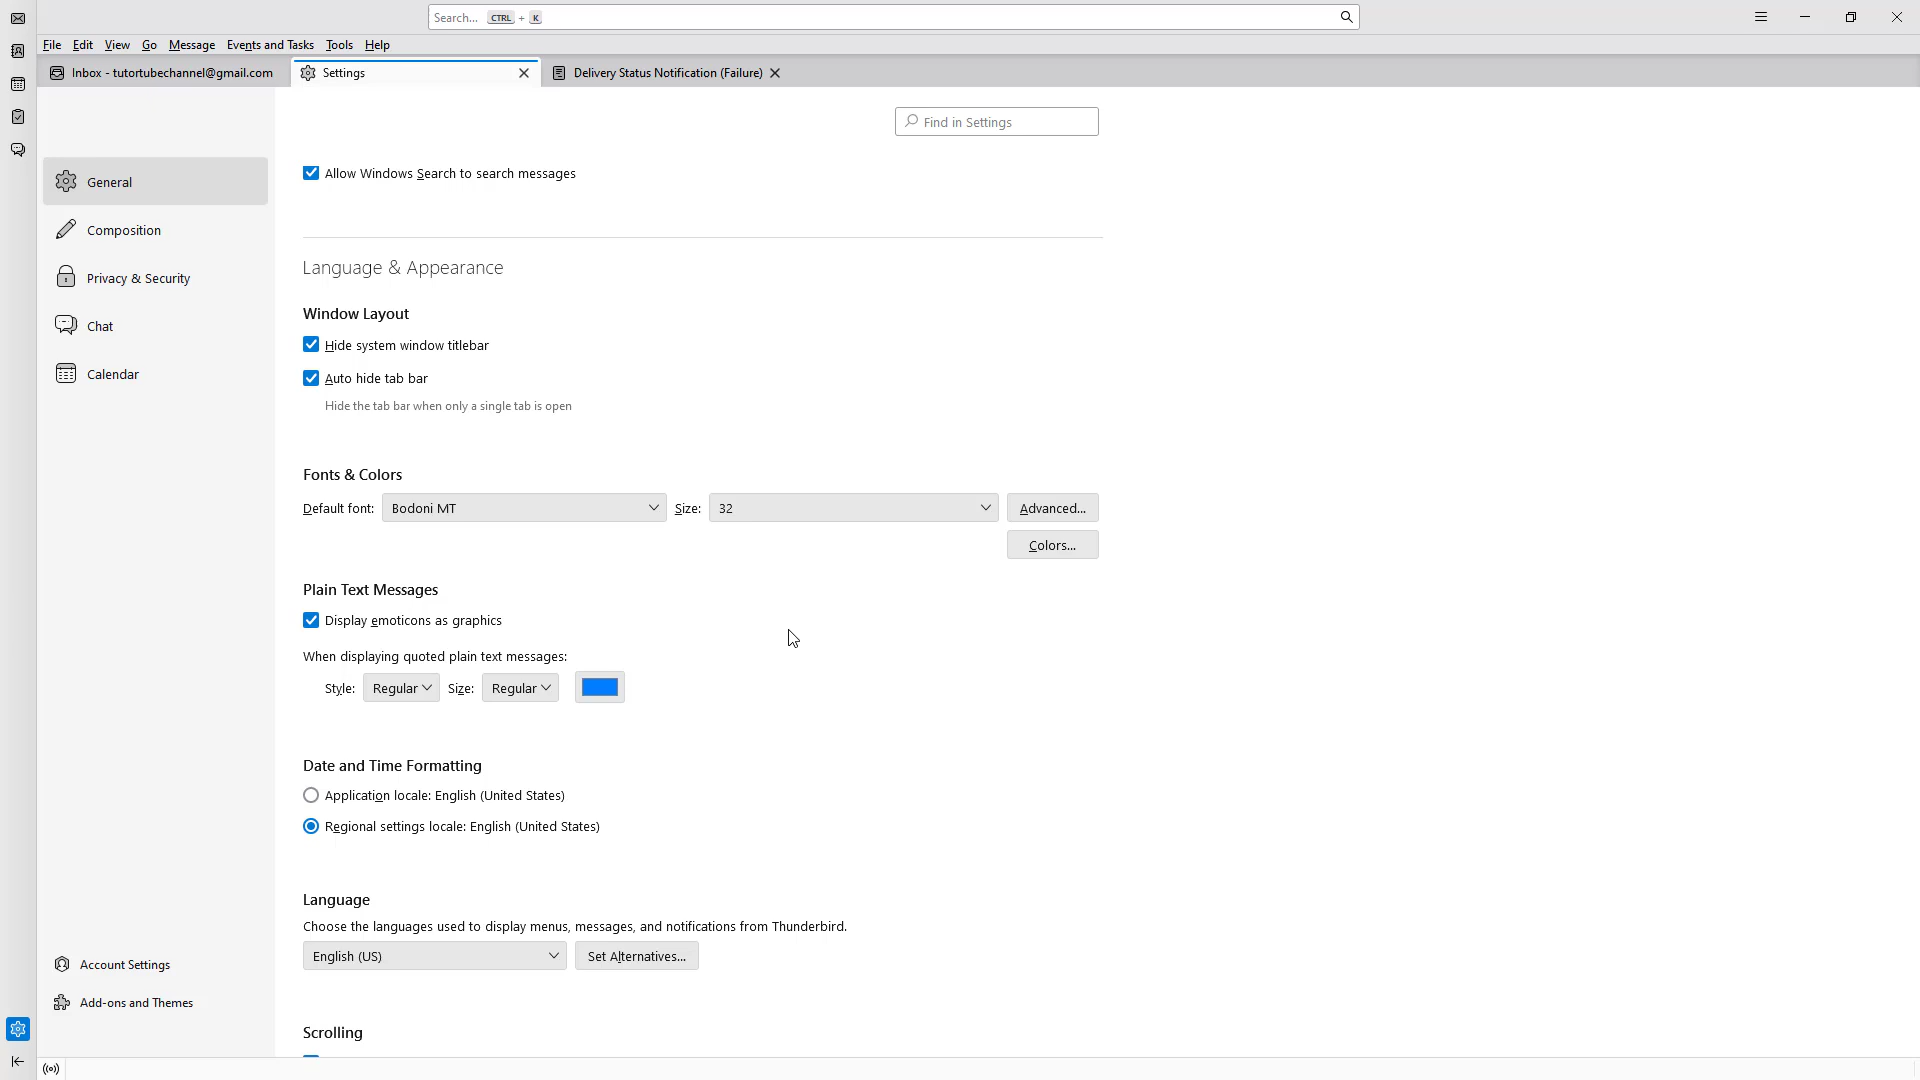 Search... CTRL + K
File Edit View Go Message Events and Tasks Tools Help
Inbox - tutortubechannel@gmail.com Settings Delivery Status Notification (Failure)
Find in Settings
Allow Windows Search to search messages
General
Composition
Privacy & Security
Chat
Calendar
Language & Appearance
Window Layout
Hide system window titlebar
Auto hide tab bar
Hide the tab bar when only a single tab is open
Fonts & Colors
Default font: Bodoni MT Size: 32 Advanced...
Colors...
Plain Text Messages
Display emoticons as graphics
When displaying quoted plain text messages:
Style: Regular Size: Regular
Date and Time Formatting
Application locale: English (United States)
Regional settings locale: English (United States)
Language
Choose the languages used to display menus, messages, and notifications from Thunderbird.
English (US) Set Alternatives...
Scrolling
Account Settings
Add-ons and Themes